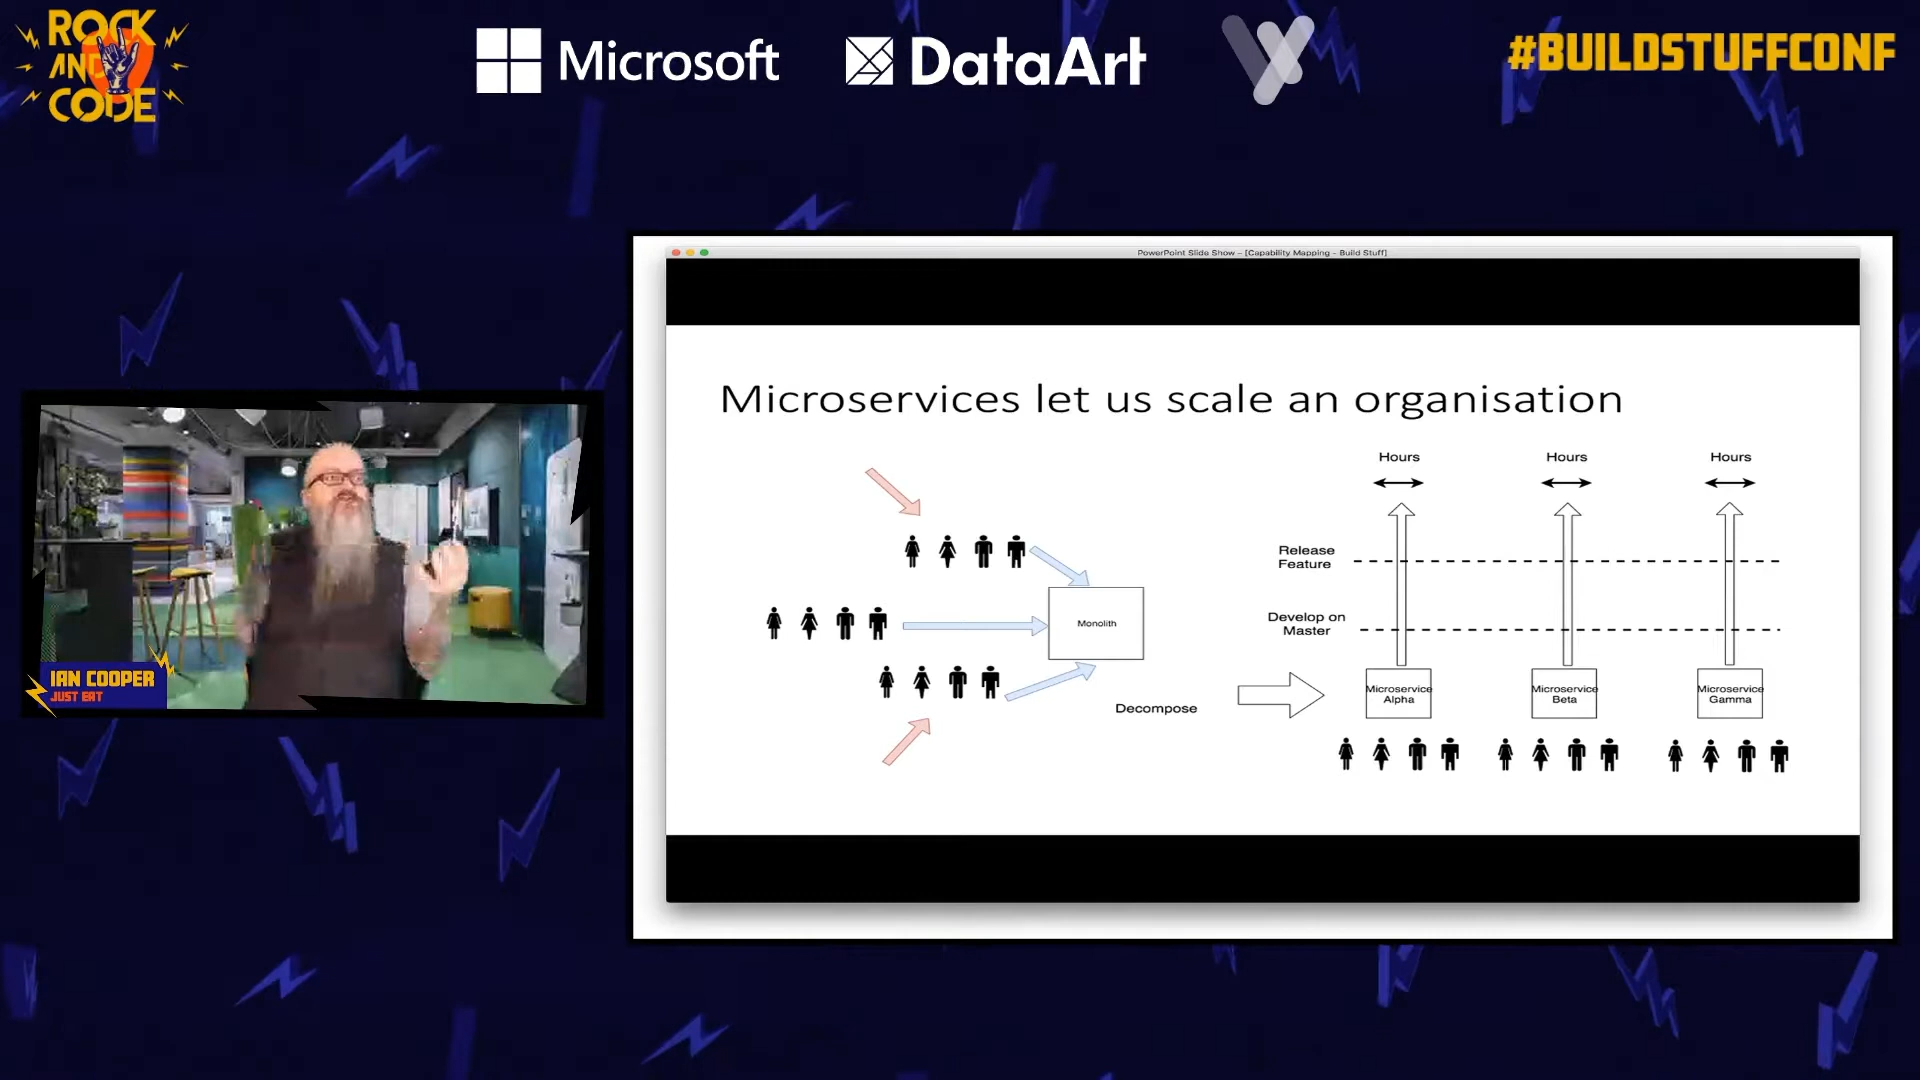 ROCK
AND
CODE
Microsoft
DataArt
#BUILDSTUFFCONF
PowerPoint Slide Show - [Capability Mapping - Build Stuff]
Microservices let us scale an organisation
Hours
Hours
Hours
Release
Feature
Develop on
Master
Monolith
Decompose
Microservice
Alpha
Microservice
Beta
Microservice
Gamma
IAN COOPER
JUST EAT